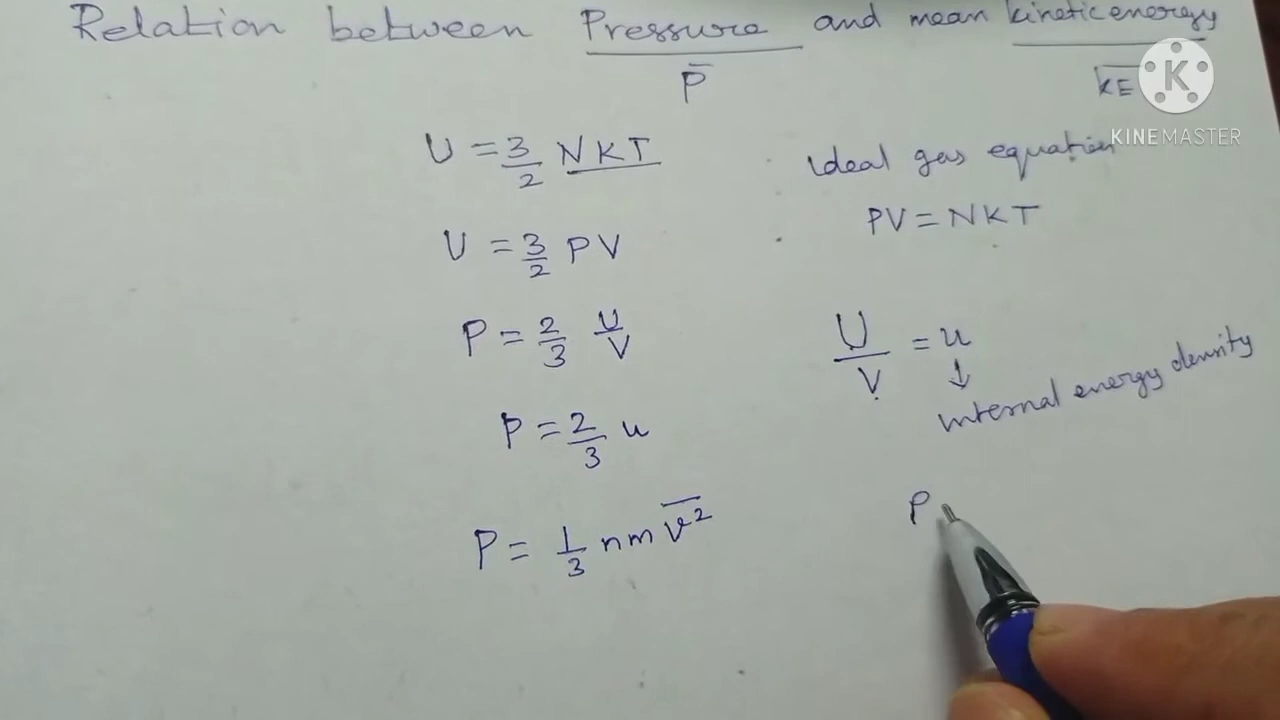 Relation between Pressure and mean kinetic energy
P̄ K̅E̅
K
KINEMASTER
U = 3/2 NKT
ideal gas equation
PV = NKT
U = 3/2 PV
P = 2/3 U/V
U/V = u
↓
internal energy density
P = 2/3 u
P = 1/3 nm v̅²
P